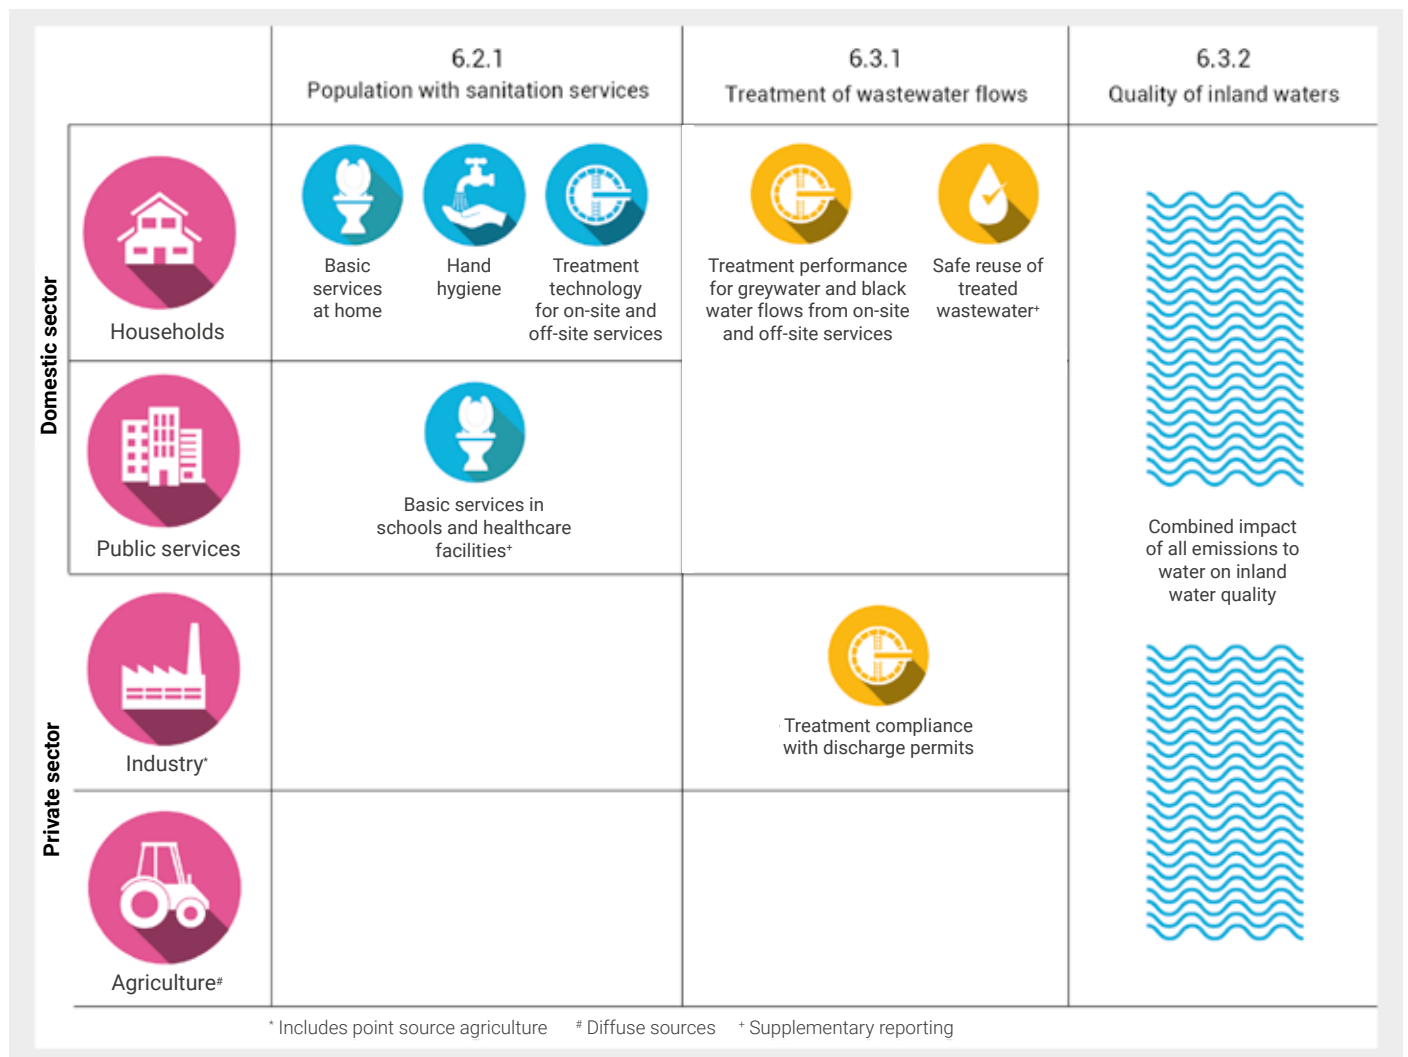 6.2.1
Population with sanitation services
6.3.1
Treatment of wastewater flows
6.3.2
Quality of inland waters
Domestic sector
Households
Basic
services
at home
Hand
hygiene
Treatment
technology
for on-site and
off-site services
Treatment performance
for greywater and black
water flows from on-site
and off-site services
Safe reuse of
treated
wastewater⁺
Public services
Basic services in
schools and healthcare
facilities⁺
Combined impact
of all emissions to
water on inland
water quality
Private sector
Industry*
Treatment compliance
with discharge permits
Agriculture#
* Includes point source agriculture # Diffuse sources ⁺ Supplementary reporting